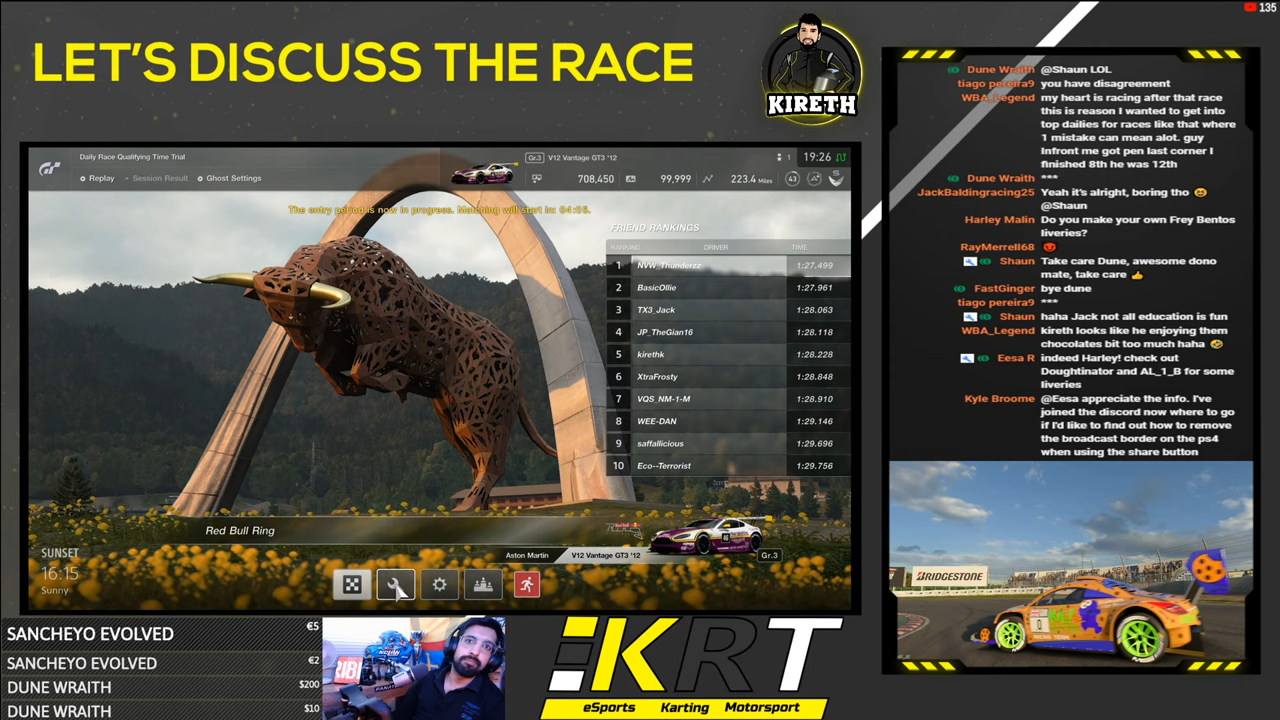 135
LET'S DISCUSS THE RACE
KIRETH
Daily Race Qualifying Time Trial
Replay
Session Result
Ghost Settings
Gr.3
V12 Vantage GT3 '12
1
19:26
708,450
99,999
223.4 Miles
The entry period is now in progress. Matching will start in: 04:06.
FRIEND RANKINGS
RANKING DRIVER TIME
1 NVW_Thunderzz 1:27.499
2 BasicOllie 1:27.961
3 TX3_Jack 1:28.063
4 JP_TheGian16 1:28.118
5 kirethk 1:28.228
6 XtraFrosty 1:28.848
7 VQS_NM-1-M 1:28.910
8 WEE-DAN 1:29.146
9 saffallicious 1:29.696
10 Eco--Terrorist 1:29.756
Red Bull Ring
SUNSET
16:15
Sunny
Aston Martin
V12 Vantage GT3 '12
Gr.3
Dune Wraith @Shaun LOL
tiago pereira9 you have disagreement
WBA_Legend my heart is racing after that race
this is reason I wanted to get into
top dailies for races like that where
1 mistake can mean alot. guy
Infront me got pen last corner I
finished 8th he was 12th
Dune Wraith ***
JackBaldingracing25 Yeah it's alright, boring tho 😆
@Shaun
Harley Malin Do you make your own Frey Bentos
liveries?
RayMerrell68 😡
Shaun Take care Dune, awesome dono
mate, take care 👍
FastGinger bye dune
tiago pereira9 ***
Shaun haha Jack not all education is fun
WBA_Legend kireth looks like he enjoying them
chocolates bit too much haha 🤣
Eesa R indeed Harley! check out
Doughtinator and AL_1_B for some
liveries
Kyle Broome @Eesa appreciate the info. I've
joined the discord now where to go
if I'd like to find out how to remove
the broadcast border on the ps4
when using the share button
BRIDGESTONE
0
SANCHEYO EVOLVED €5
SANCHEYO EVOLVED €2
DUNE WRAITH $200
DUNE WRAITH $10
KRT
eSports Karting Motorsport